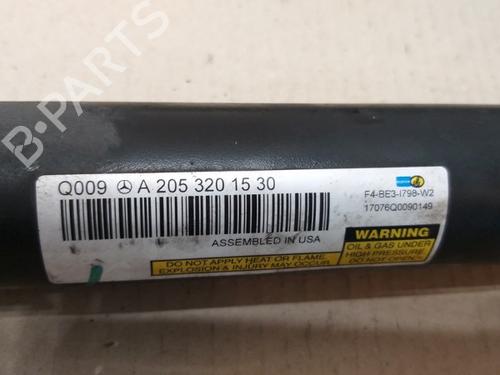 Q009 A 205 320 15 30
ASSEMBLED IN USA
DO NOT APPLY HEAT OR FLAME.
EXPLOSION & INJURY MAY OCCUR.
F4-BE3-I798-W2
17076Q0090149
WARNING
OIL & GAS UNDER
HIGH PRESSURE
DO NOT OPEN.
B-PARTS